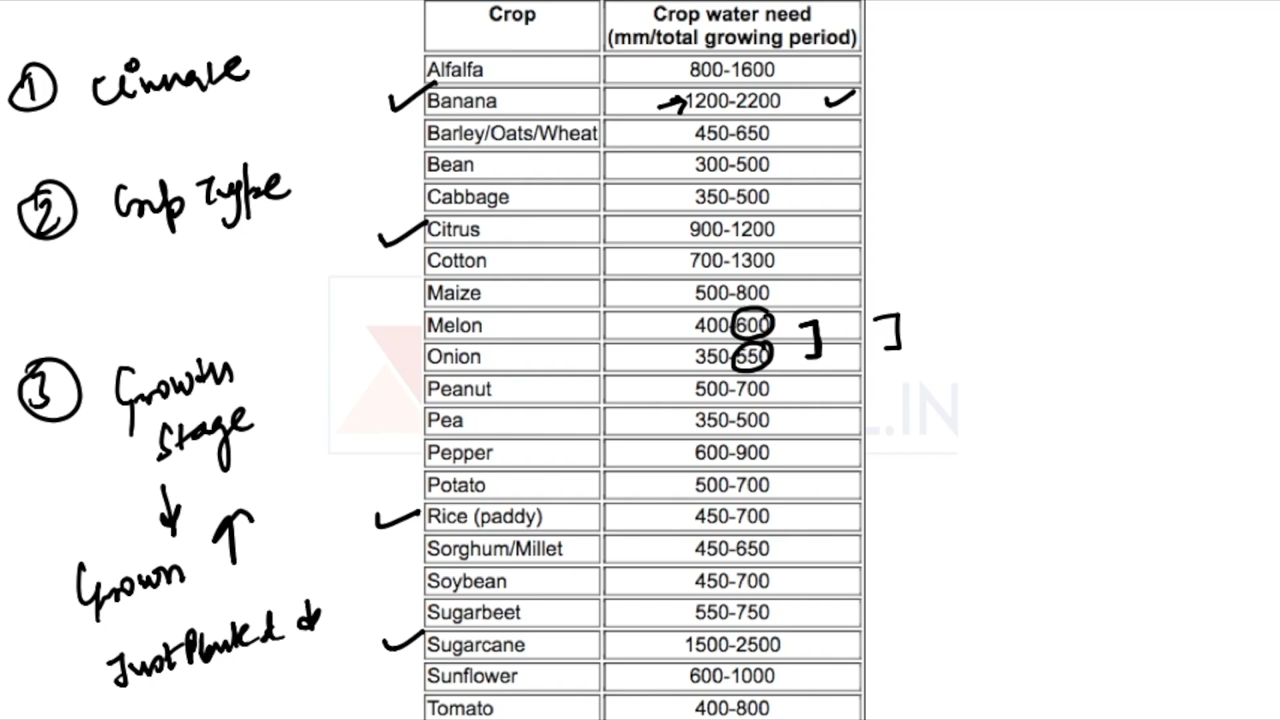 Crop Crop water need
(mm/total growing period)
Alfalfa 800-1600
Banana 1200-2200
Barley/Oats/Wheat 450-650
Bean 300-500
Cabbage 350-500
Citrus 900-1200
Cotton 700-1300
Maize 500-800
Melon 400-600
Onion 350-550
Peanut 500-700
Pea 350-500
Pepper 600-900
Potato 500-700
Rice (paddy) 450-700
Sorghum/Millet 450-650
Soybean 450-700
Sugarbeet 550-750
Sugarcane 1500-2500
Sunflower 600-1000
Tomato 400-800
① Climate
② Crop Type
③ Growth
Stage
↓
Grown ↑
Just Planted ↓
L.IN